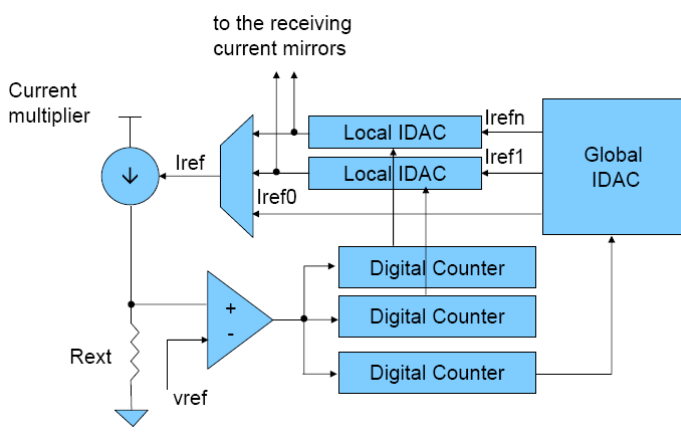 to the receiving
current mirrors
Current
multiplier
Local IDAC
Irefn
Iref
Local IDAC
Iref1
Global
IDAC
Iref0
Digital Counter
+
Digital Counter
-
Rext
Digital Counter
vref